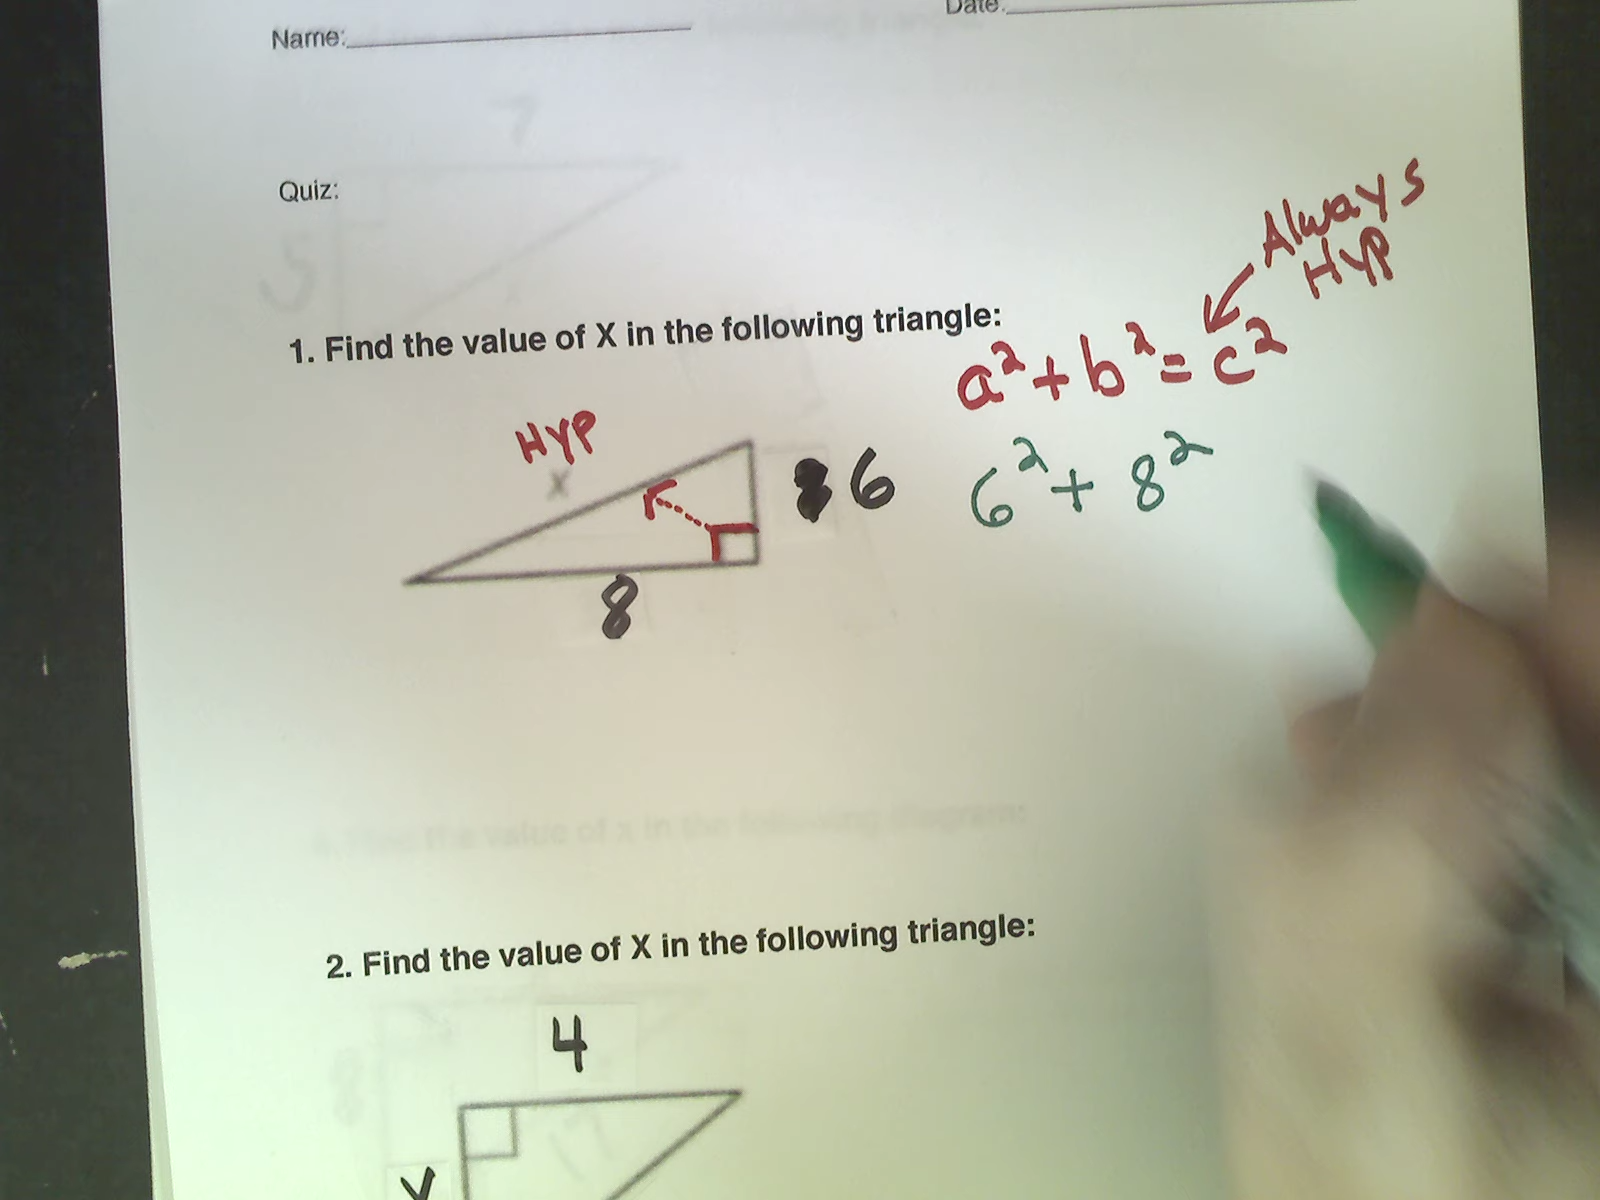 Name:
Date:
Quiz:
Always
HYP
1. Find the value of X in the following triangle:
a²+b²=c²
HYP
x
6
6²+8²
8
2. Find the value of X in the following triangle:
4